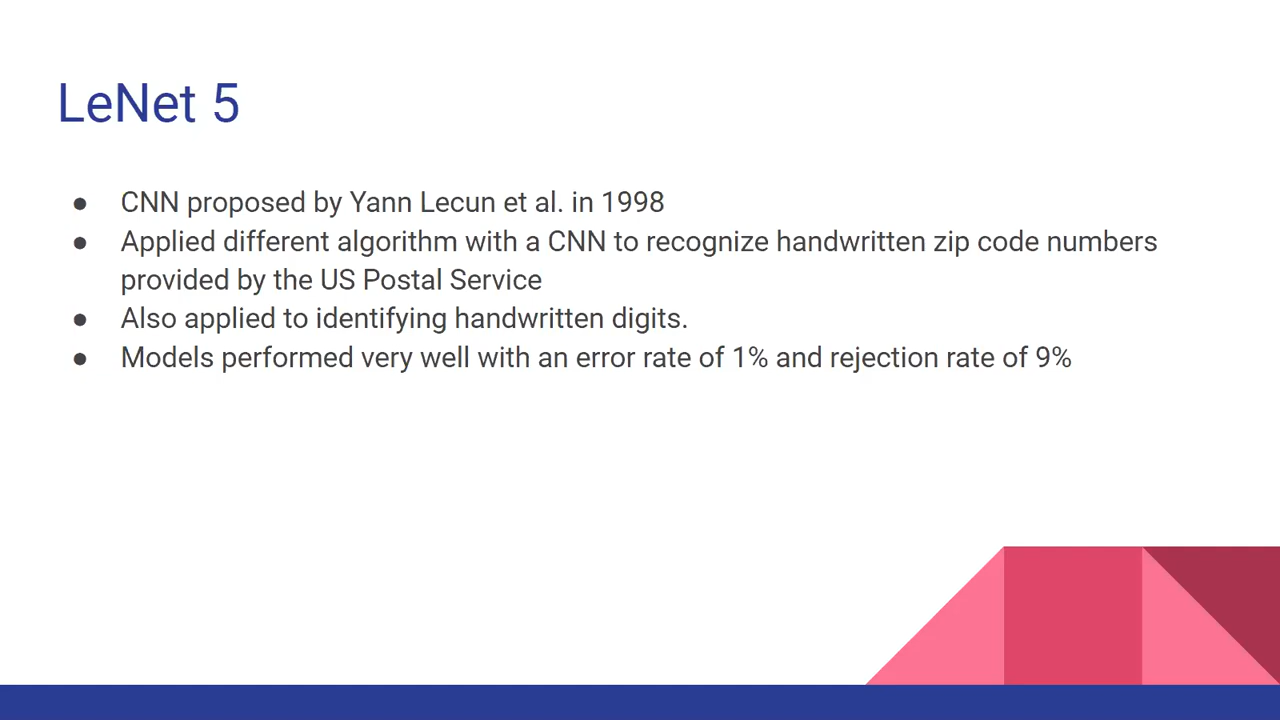 LeNet 5
● CNN proposed by Yann Lecun et al. in 1998
● Applied different algorithm with a CNN to recognize handwritten zip code numbers
provided by the US Postal Service
● Also applied to identifying handwritten digits.
● Models performed very well with an error rate of 1% and rejection rate of 9%